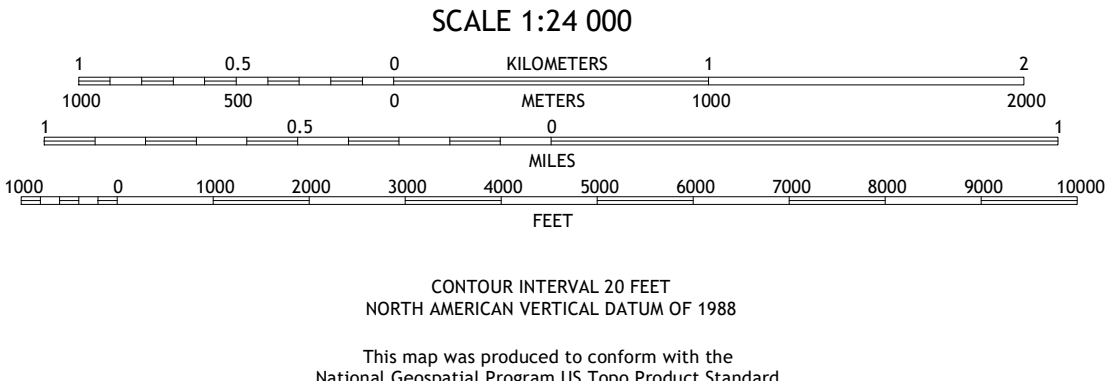 SCALE 1:24 000
1 0.5 0 KILOMETERS 1 2
1000 500 0 METERS 1000 2000
1 0.5 0 1
MILES
1000 0 1000 2000 3000 4000 5000 6000 7000 8000 9000 10000
FEET
CONTOUR INTERVAL 20 FEET
NORTH AMERICAN VERTICAL DATUM OF 1988
This map was produced to conform with the
National Geospatial Program US Topo Product Standard